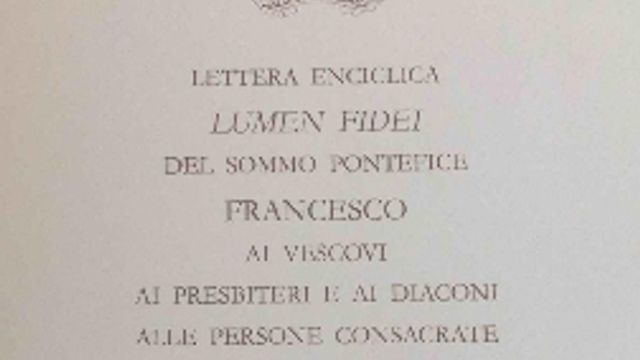 LETTERA ENCICLICA
LUMEN FIDEI
DEL SOMMO PONTEFICE
FRANCESCO
AI VESCOVI
AI PRESBITERI E AI DIACONI
ALLE PERSONE CONSACRATE